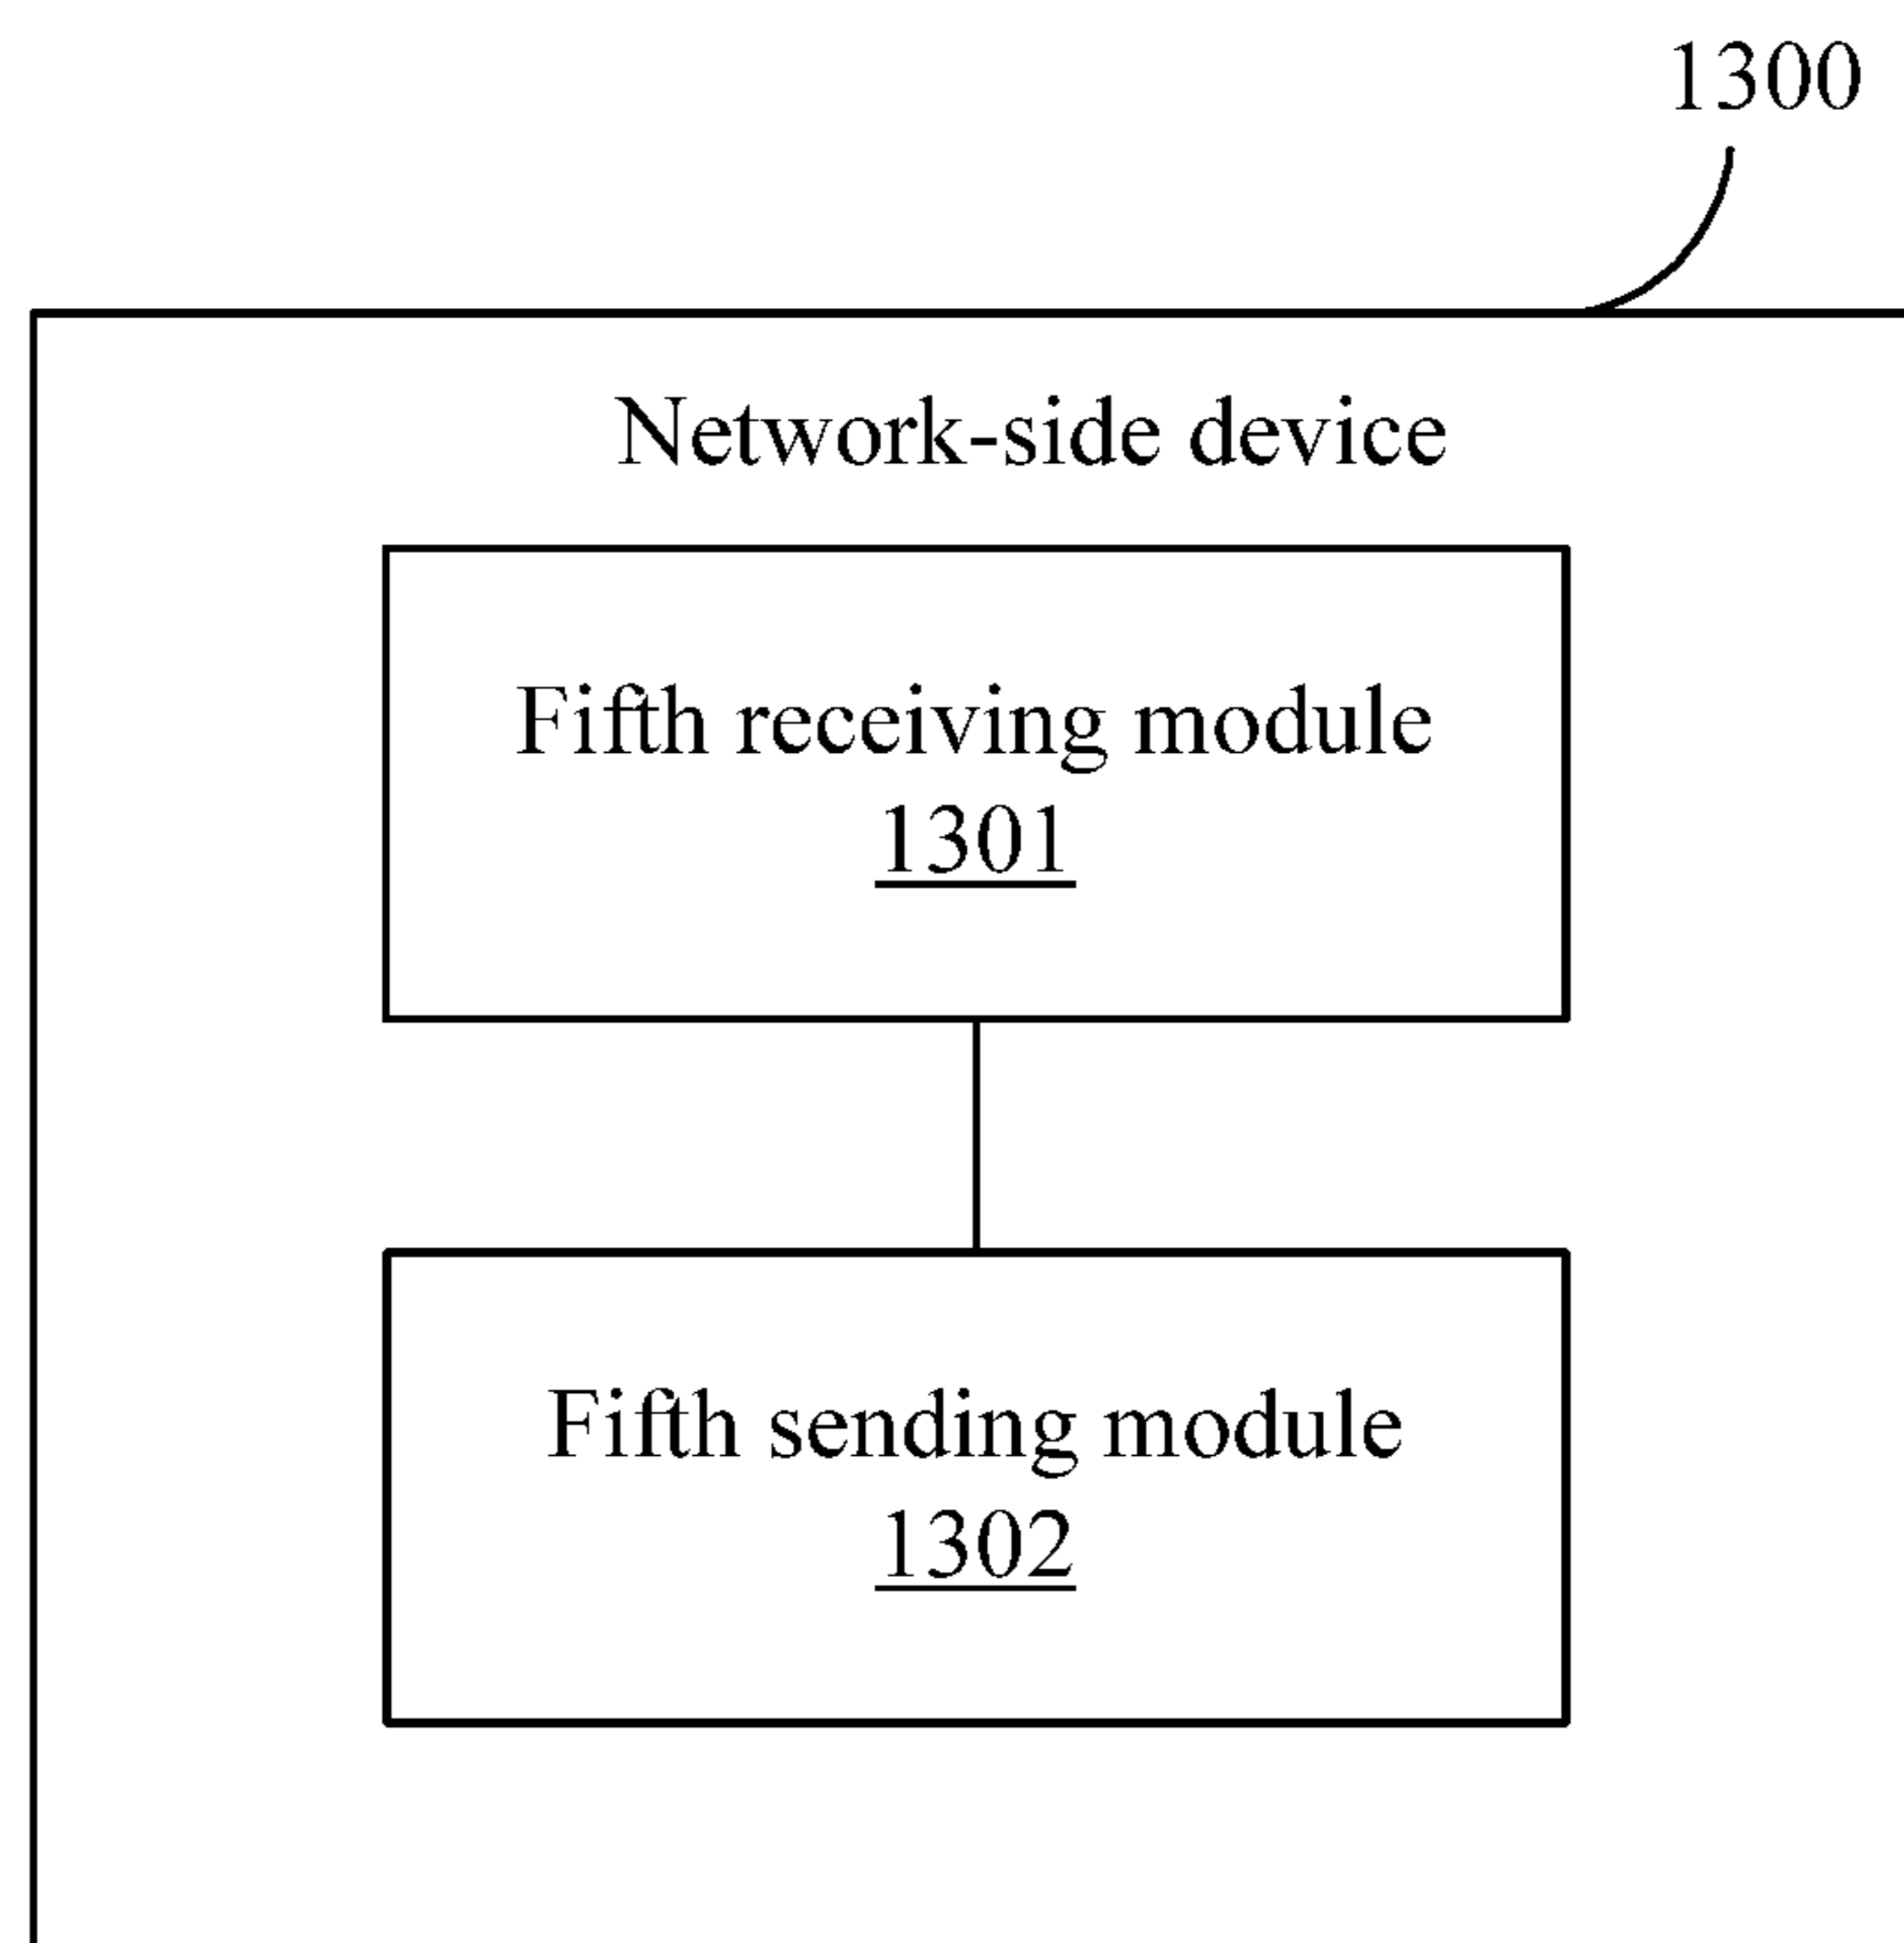 1300
Network-side device
Fifth receiving module
1301
Fifth sending module
1302